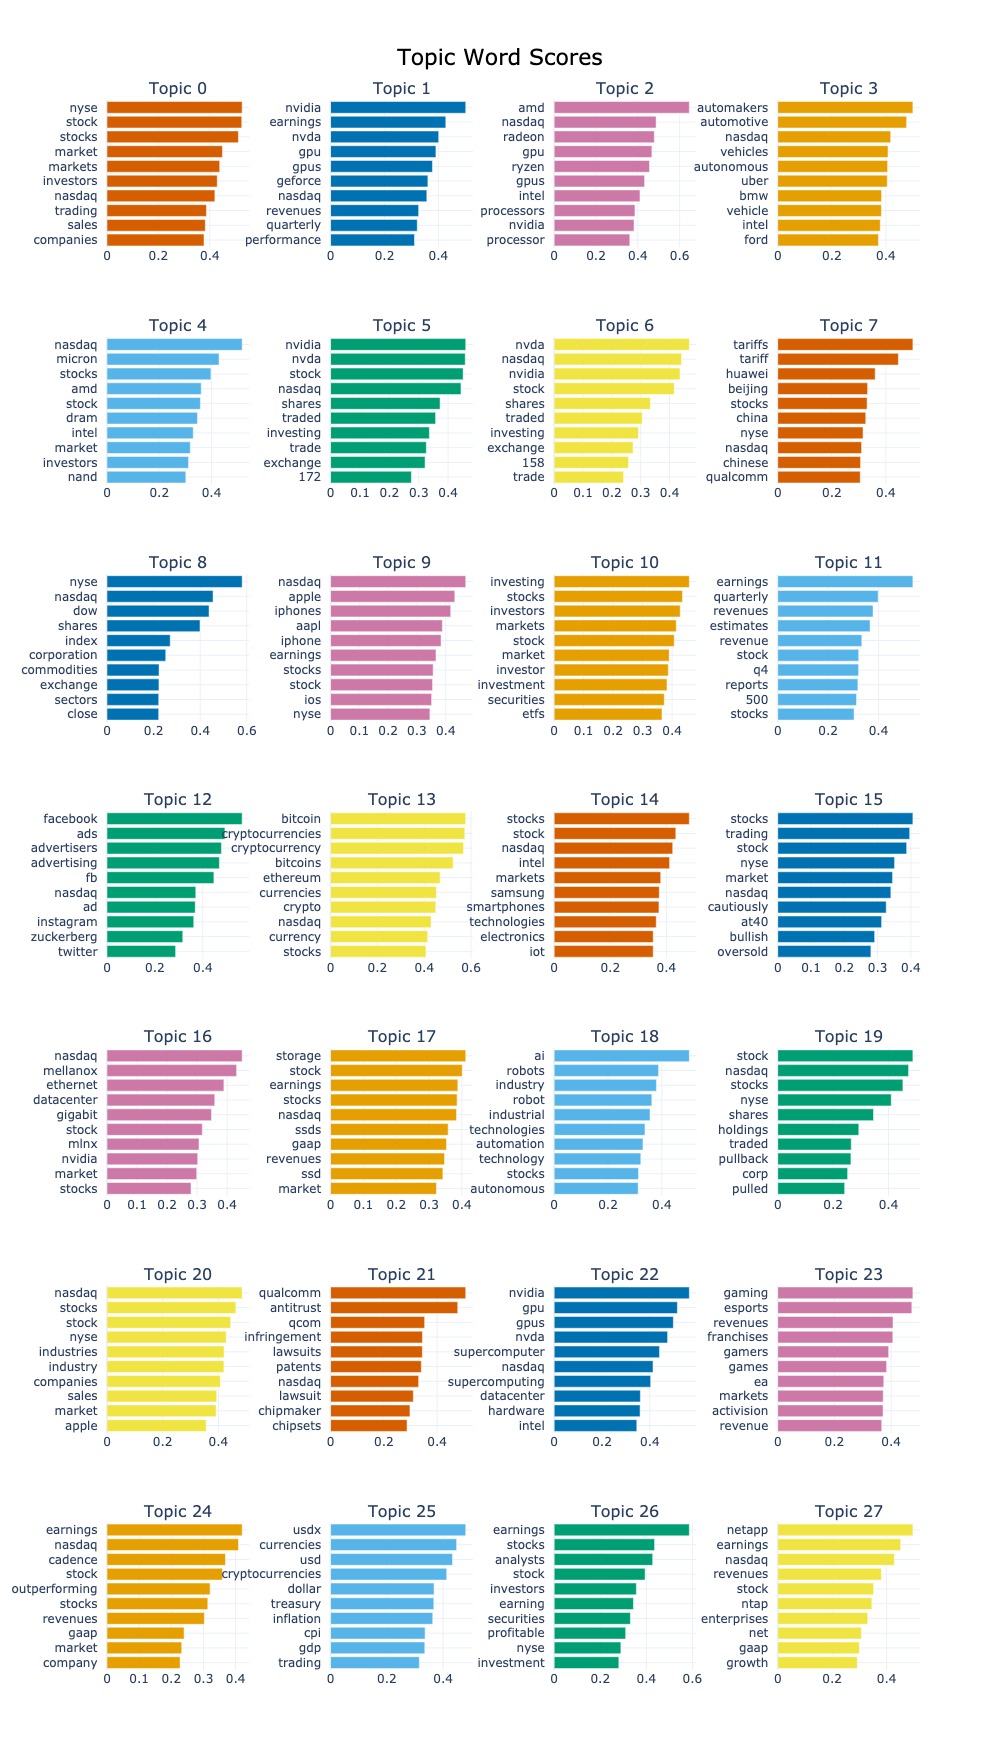 Topic Word Scores
Topic 0
nyse
stock
stocks
market
markets
investors
nasdaq
trading
sales
companies
0 0.2 0.4
Topic 1
nvidia
earnings
nvda
gpu
gpus
geforce
nasdaq
revenues
quarterly
performance
0 0.2 0.4
Topic 2
amd
nasdaq
radeon
gpu
ryzen
gpus
intel
processors
nvidia
processor
0 0.2 0.4 0.6
Topic 3
automakers
automotive
nasdaq
vehicles
autonomous
uber
bmw
vehicle
intel
ford
0 0.2 0.4
Topic 4
nasdaq
micron
stocks
amd
stock
dram
intel
market
investors
nand
0 0.2 0.4
Topic 5
nvidia
nvda
stock
nasdaq
shares
traded
investing
trade
exchange
172
0 0.1 0.2 0.3 0.4
Topic 6
nvda
nasdaq
nvidia
stock
shares
traded
investing
exchange
158
trade
0 0.1 0.2 0.3 0.4
Topic 7
tariffs
tariff
huawei
beijing
stocks
china
nyse
nasdaq
chinese
qualcomm
0 0.2 0.4
Topic 8
nyse
nasdaq
dow
shares
index
corporation
commodities
exchange
sectors
close
0 0.2 0.4 0.6
Topic 9
nasdaq
apple
iphones
aapl
iphone
earnings
stocks
stock
ios
nyse
0 0.1 0.2 0.3 0.4
Topic 10
investing
stocks
investors
markets
stock
market
investor
investment
securities
etfs
0 0.1 0.2 0.3 0.4
Topic 11
earnings
quarterly
revenues
estimates
revenue
stock
q4
reports
500
stocks
0 0.2 0.4
Topic 12
facebook
ads
advertisers
advertising
fb
nasdaq
ad
instagram
zuckerberg
twitter
0 0.2 0.4
Topic 13
bitcoin
cryptocurrencies
cryptocurrency
bitcoins
ethereum
currencies
crypto
nasdaq
currency
stocks
0 0.2 0.4 0.6
Topic 14
stocks
stock
nasdaq
intel
markets
samsung
smartphones
technologies
electronics
iot
0 0.2 0.4
Topic 15
stocks
trading
stock
nyse
market
nasdaq
cautiously
at40
bullish
oversold
0 0.1 0.2 0.3 0.4
Topic 16
nasdaq
mellanox
ethernet
datacenter
gigabit
stock
mlnx
nvidia
market
stocks
0 0.1 0.2 0.3 0.4
Topic 17
storage
stock
earnings
stocks
nasdaq
ssds
gaap
revenues
ssd
market
0 0.1 0.2 0.3 0.4
Topic 18
ai
robots
industry
robot
industrial
technologies
automation
technology
stocks
autonomous
0 0.2 0.4
Topic 19
stock
nasdaq
stocks
nyse
shares
holdings
traded
pullback
corp
pulled
0 0.2 0.4
Topic 20
nasdaq
stocks
stock
nyse
industries
industry
companies
sales
market
apple
0 0.2 0.4
Topic 21
qualcomm
antitrust
qcom
infringement
lawsuits
patents
nasdaq
lawsuit
chipmaker
chipsets
0 0.2 0.4
Topic 22
nvidia
gpu
gpus
nvda
supercomputer
nasdaq
supercomputing
datacenter
hardware
intel
0 0.2 0.4
Topic 23
gaming
esports
revenues
franchises
gamers
games
ea
markets
activision
revenue
0 0.2 0.4
Topic 24
earnings
nasdaq
cadence
stock
outperforming
stocks
revenues
gaap
market
company
0 0.1 0.2 0.3 0.4
Topic 25
usdx
currencies
usd
cryptocurrencies
dollar
treasury
inflation
cpi
gdp
trading
0 0.2 0.4
Topic 26
earnings
stocks
analysts
stock
investors
earning
securities
profitable
nyse
investment
0 0.2 0.4 0.6
Topic 27
netapp
earnings
nasdaq
revenues
stock
ntap
enterprises
net
gaap
growth
0 0.2 0.4